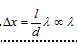 .Δx = l/d λ ∝ λ